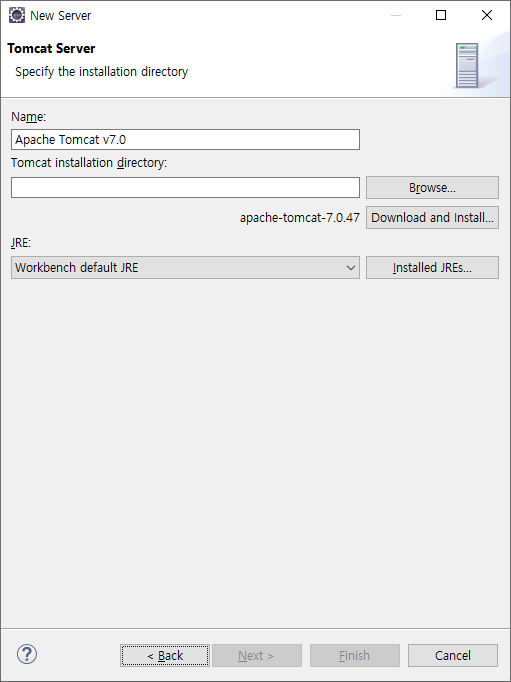 New Server
Tomcat Server
Specify the installation directory
Name:
Apache Tomcat v7.0
Tomcat installation directory:
Browse...
apache-tomcat-7.0.47 Download and Install...
JRE:
Workbench default JRE Installed JREs...
? < Back Next > Finish Cancel